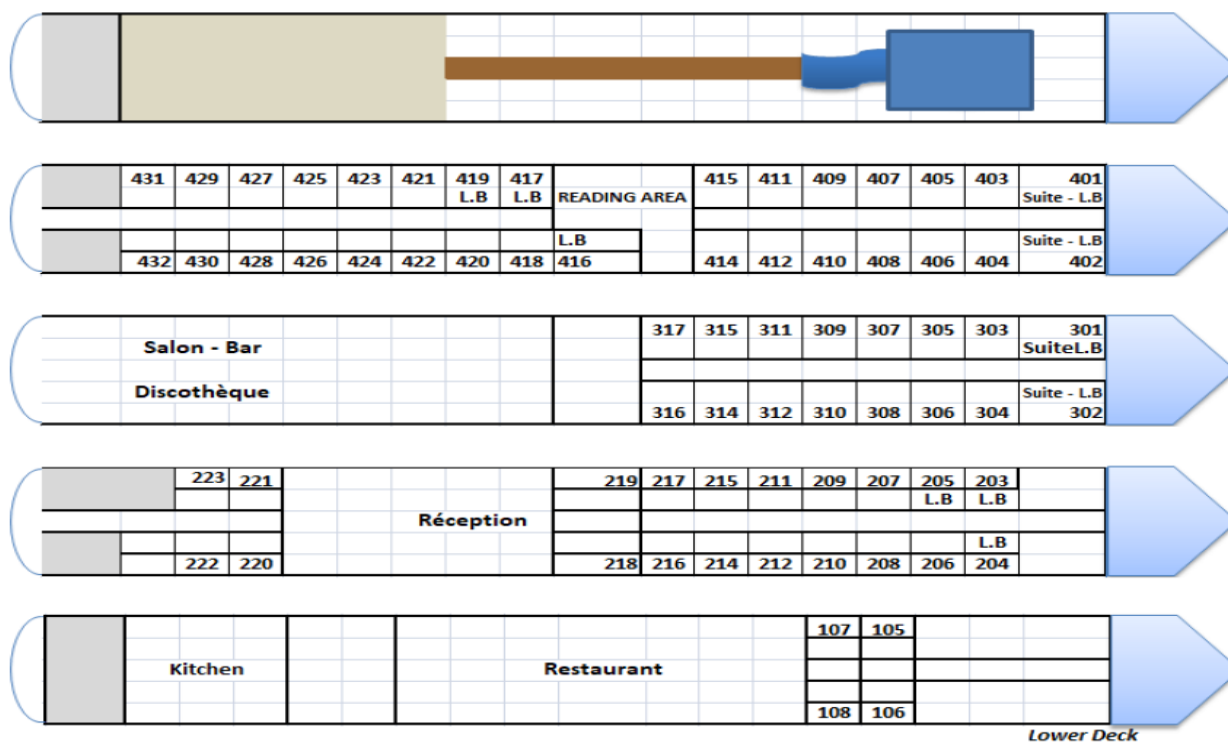 431 429 427 425 423 421 419 417 415 411 409 407 405 403 401
L.B L.B READING AREA Suite - L.B
L.B Suite - L.B
432 430 428 426 424 422 420 418 416 414 412 410 408 406 404 402
317 315 311 309 307 305 303 301
Salon - Bar SuiteL.B
Discothèque Suite - L.B
316 314 312 310 308 306 304 302
223 221 219 217 215 211 209 207 205 203
L.B L.B
Réception
L.B
222 220 218 216 214 212 210 208 206 204
107 105
Kitchen Restaurant
108 106
Lower Deck